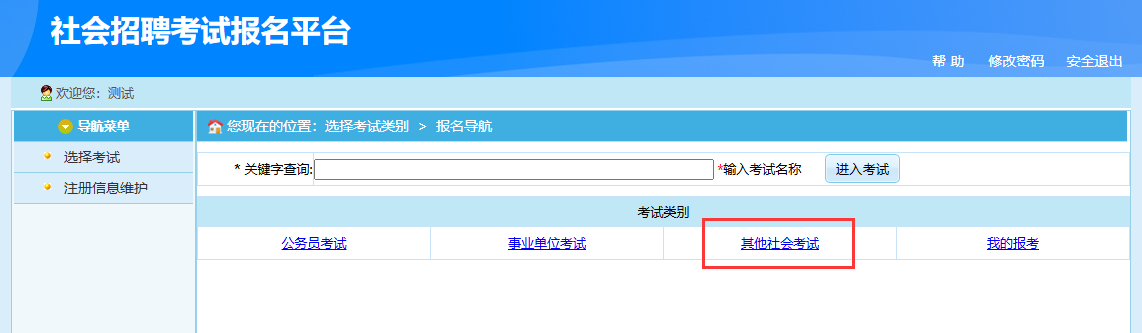 社会招聘考试报名平台
帮 助 修改密码 安全退出
欢迎您：测试
导航菜单
您现在的位置：选择考试类别 > 报名导航
选择考试
注册信息维护
* 关键字查询: *输入考试名称 进入考试
考试类别
公务员考试 事业单位考试 其他社会考试 我的报考